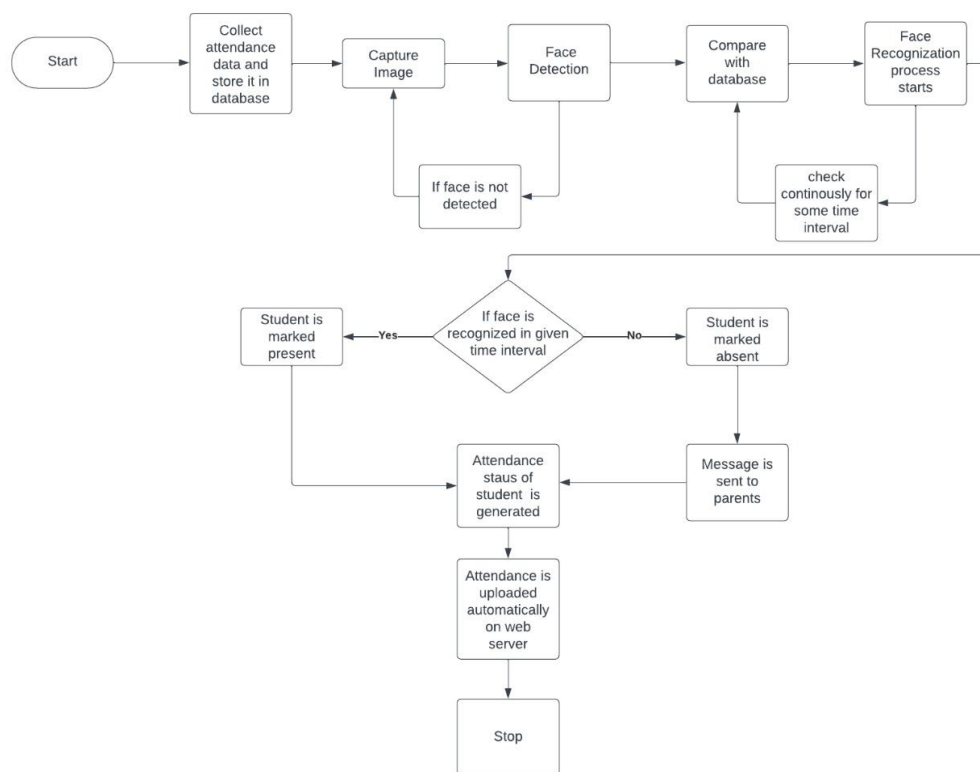 Start
Collect
attendance
data and
store it in
database
Capture
Image
Face
Detection
Compare
with
database
Face
Recognization
process
starts
If face is not
detected
check
continously for
some time
interval
If face is
recognized in given
time interval
Yes
No
Student is
marked
present
Student is
marked
absent
Attendance
staus of
student is
generated
Message is
sent to
parents
Attendance is
uploaded
automatically
on web
server
Stop